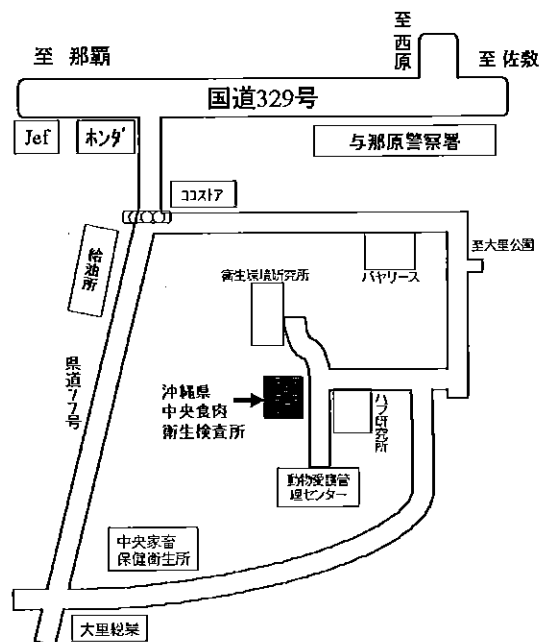 至 西原
至 那覇
至 佐敷
国道329号
Jef
ホンダ
与那原警察署
ココストア
給油所
至大里公園
衛生環境研究所
バヤリース
県道77号
沖縄県
中央食肉
衛生検査所
ハブ研究所
動物愛護管
理センター
中央家畜
保健衛生所
大里総業